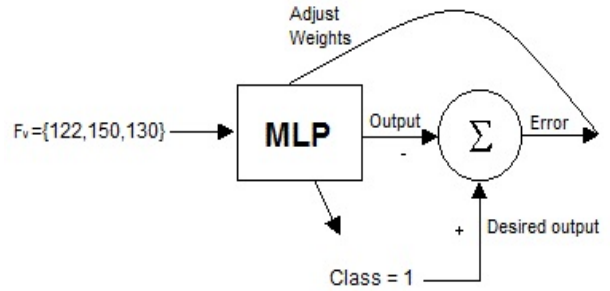 Adjust
Weights
Fv={122,150,130}
MLP
Output
-
Σ
Error
+
Desired output
Class = 1